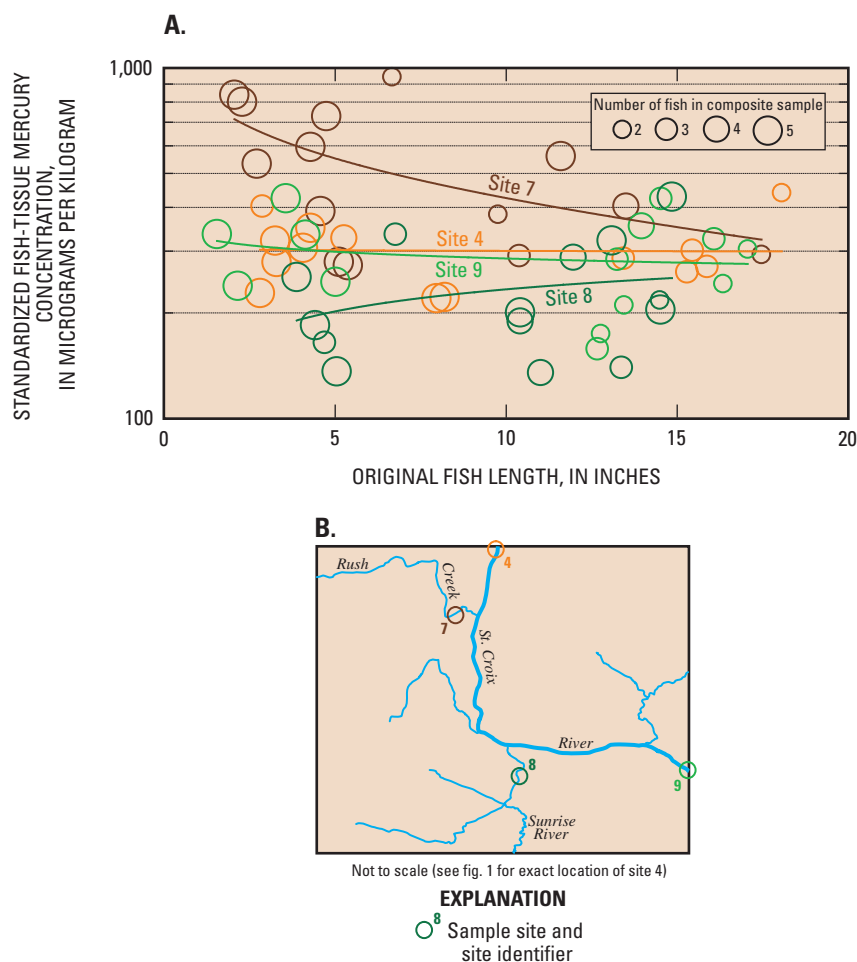 A.
STANDARDIZED FISH-TISSUE MERCURY
CONCENTRATION,
IN MICROGRAMS PER KILOGRAM
1,000
100
Number of fish in composite sample
2
3
4
5
Site 7
Site 4
Site 9
Site 8
0
5
10
15
20
ORIGINAL FISH LENGTH, IN INCHES
B.
Rush
Creek
4
7
St. Croix
River
8
9
Sunrise
River
Not to scale (see fig. 1 for exact location of site 4)
EXPLANATION
8 Sample site and
site identifier